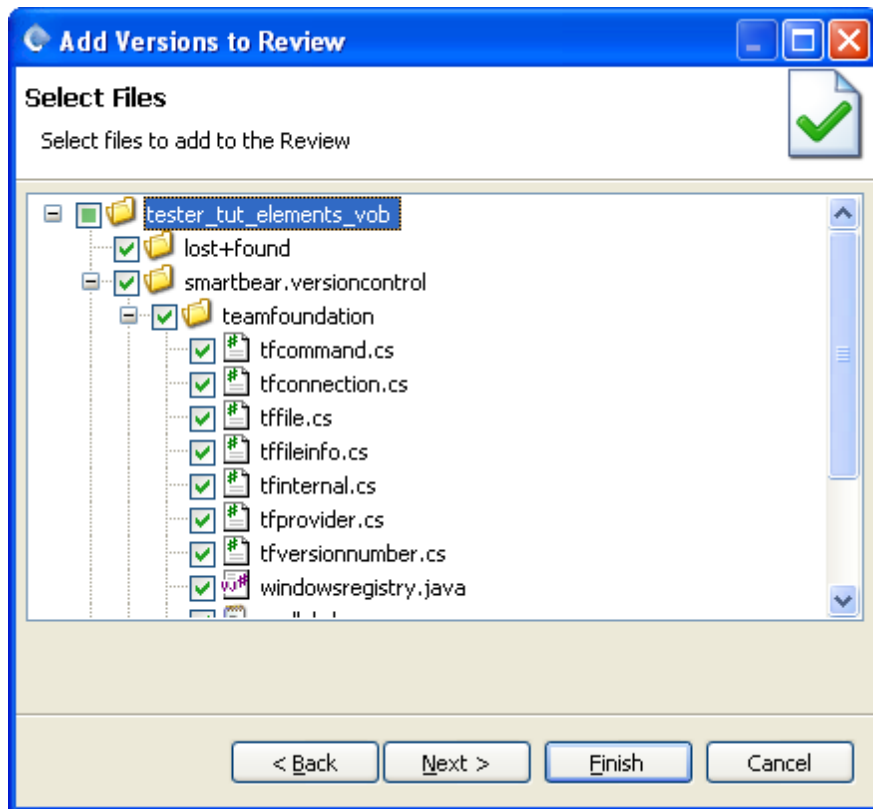 Add Versions to Review
Select Files
Select files to add to the Review
tester_tut_elements_vob
lost+found
smartbear.versioncontrol
teamfoundation
tfcommand.cs
tfconnection.cs
tffile.cs
tffileinfo.cs
tfinternal.cs
tfprovider.cs
tfversionnumber.cs
windowsregistry.java
< Back Next > Finish Cancel